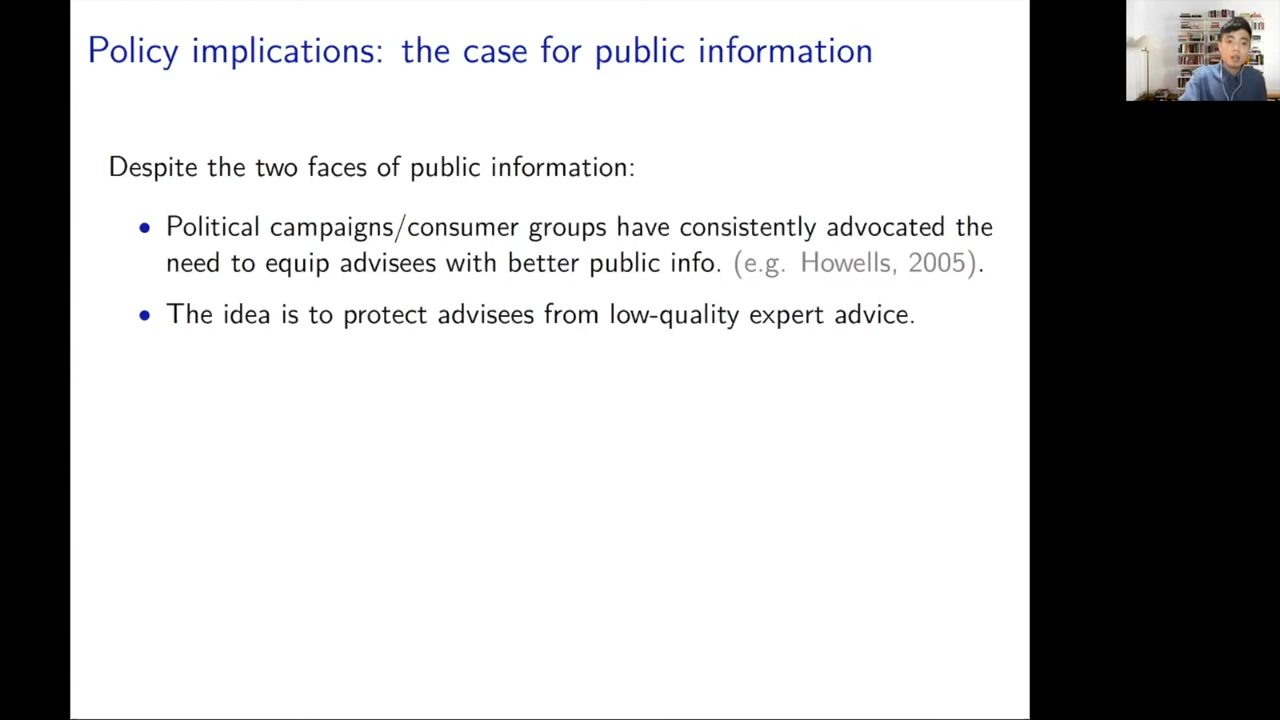 Policy implications: the case for public information
Despite the two faces of public information:
• Political campaigns/consumer groups have consistently advocated the
need to equip advisees with better public info. (e.g. Howells, 2005).
• The idea is to protect advisees from low-quality expert advice.